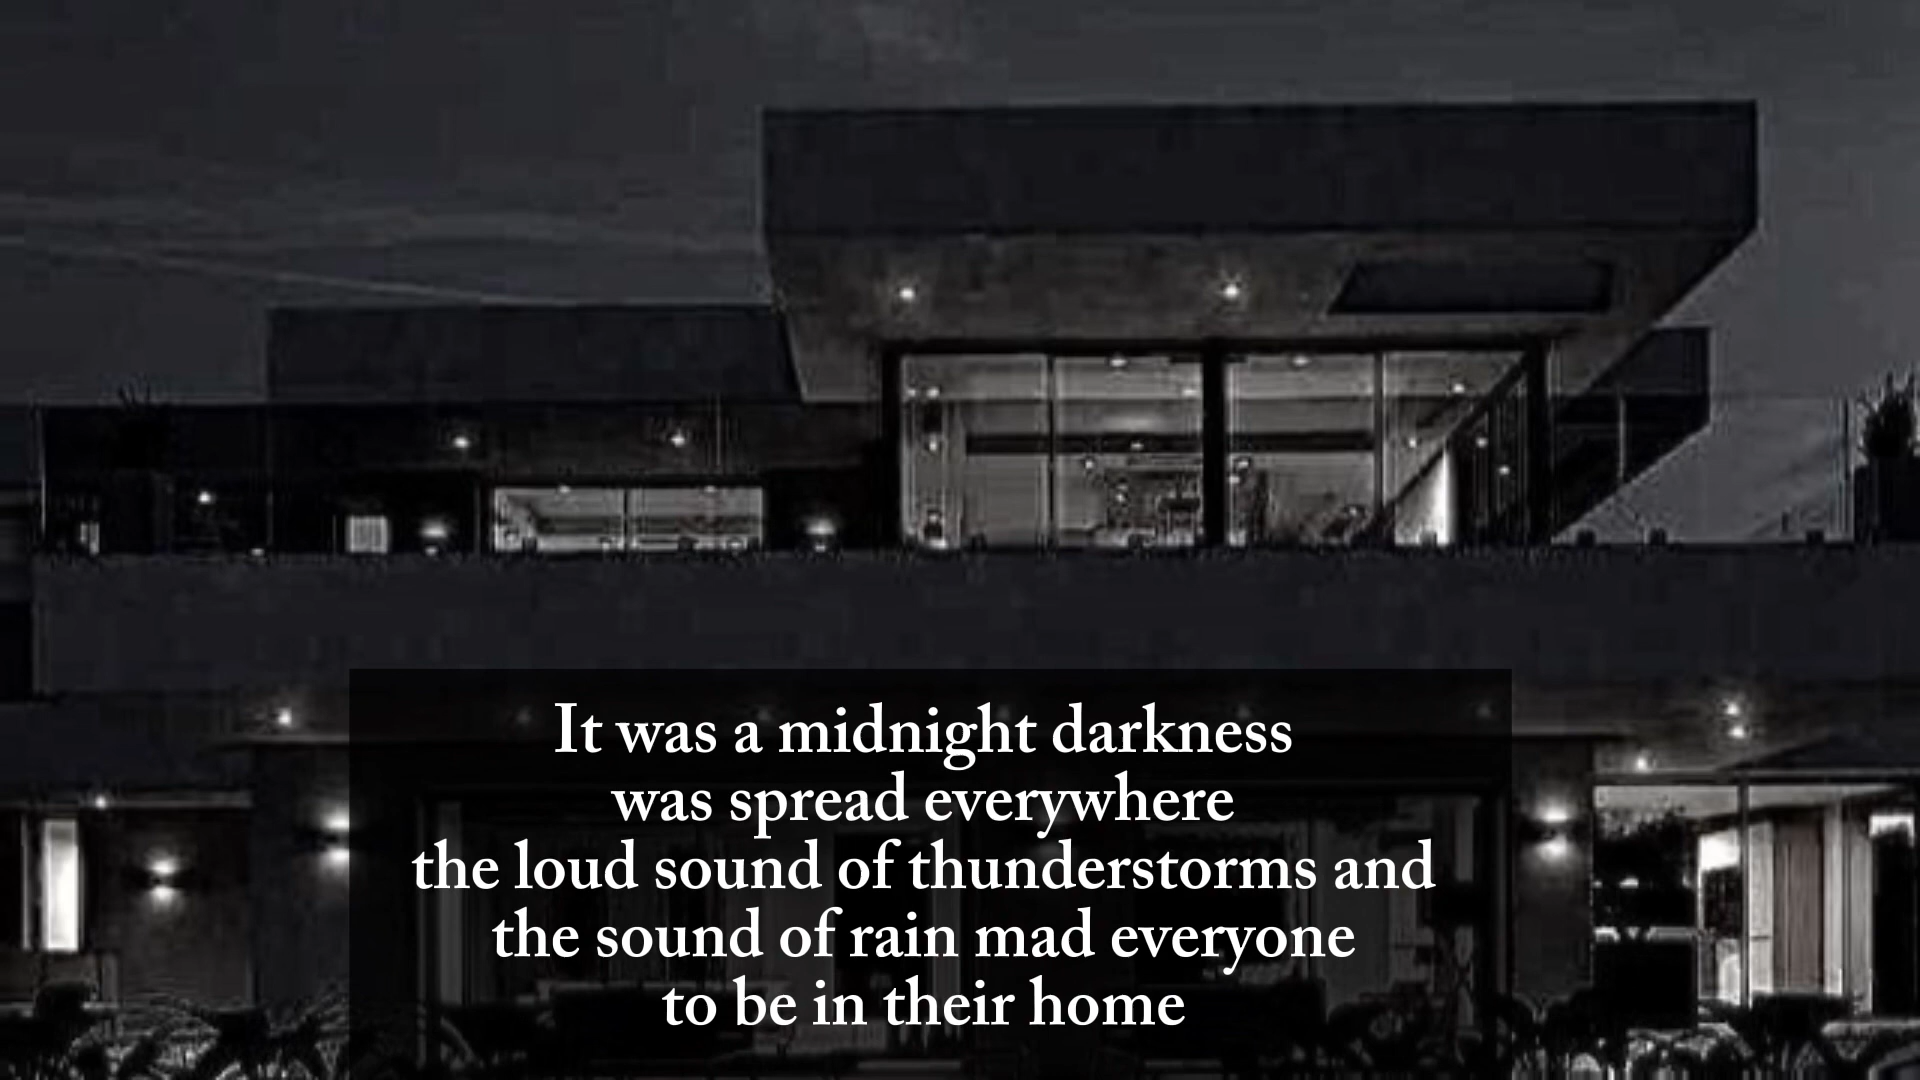 It was a midnight darkness
was spread everywhere
the loud sound of thunderstorms and
the sound of rain mad everyone
to be in their home